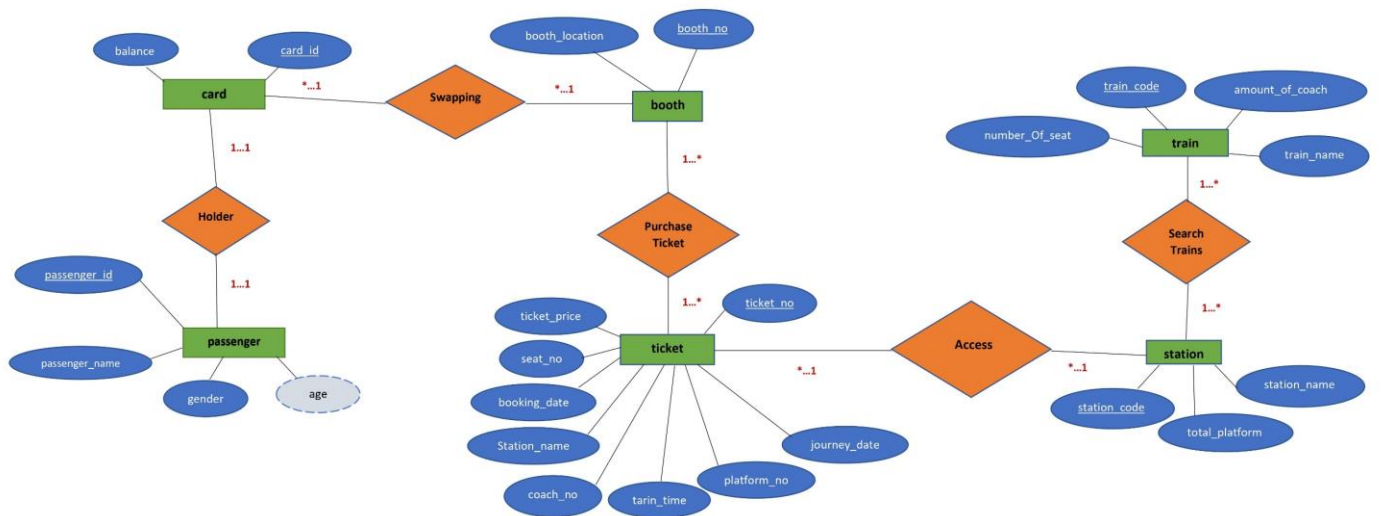 booth_location
booth_no
balance
card_id
card
*...1
Swapping
*...1
booth
train_code
amount_of_coach
number_Of_seat
train
train_name
1...1
1...*
1...*
Holder
Purchase
Ticket
Search
Trains
passenger_id
1...1
1...*
ticket_no
1...*
ticket_price
passenger
ticket
Access
station
passenger_name
seat_no
*...1
*...1
gender
age
booking_date
station_name
station_code
Station_name
journey_date
total_platform
coach_no
tarin_time
platform_no